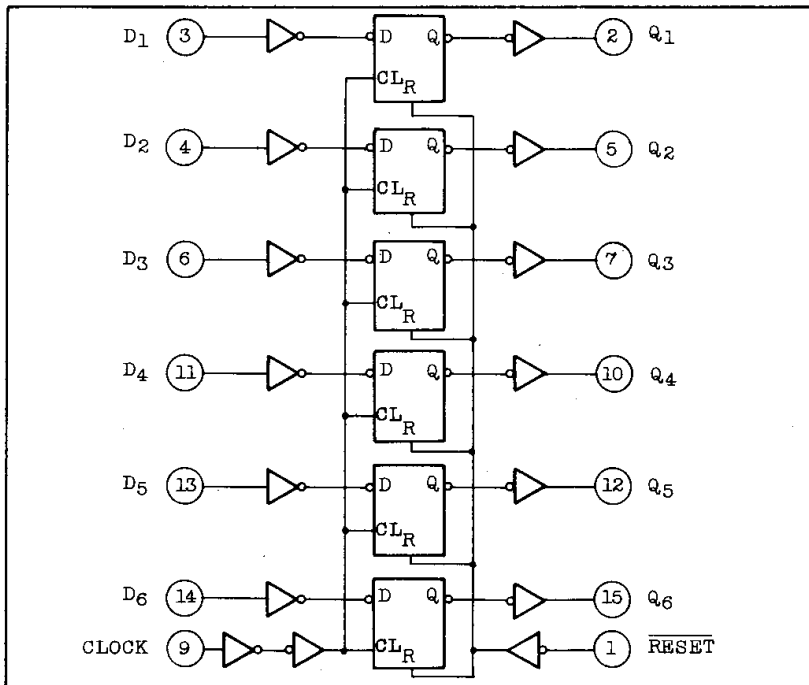 D1 3 D Q 2 Q1
CLR
D2 4 D Q 5 Q2
CLR
D3 6 D Q 7 Q3
CLR
D4 11 D Q 10 Q4
CLR
D5 13 D Q 12 Q5
CLR
D6 14 D Q 15 Q6
CLOCK 9 CLR 1 RESET